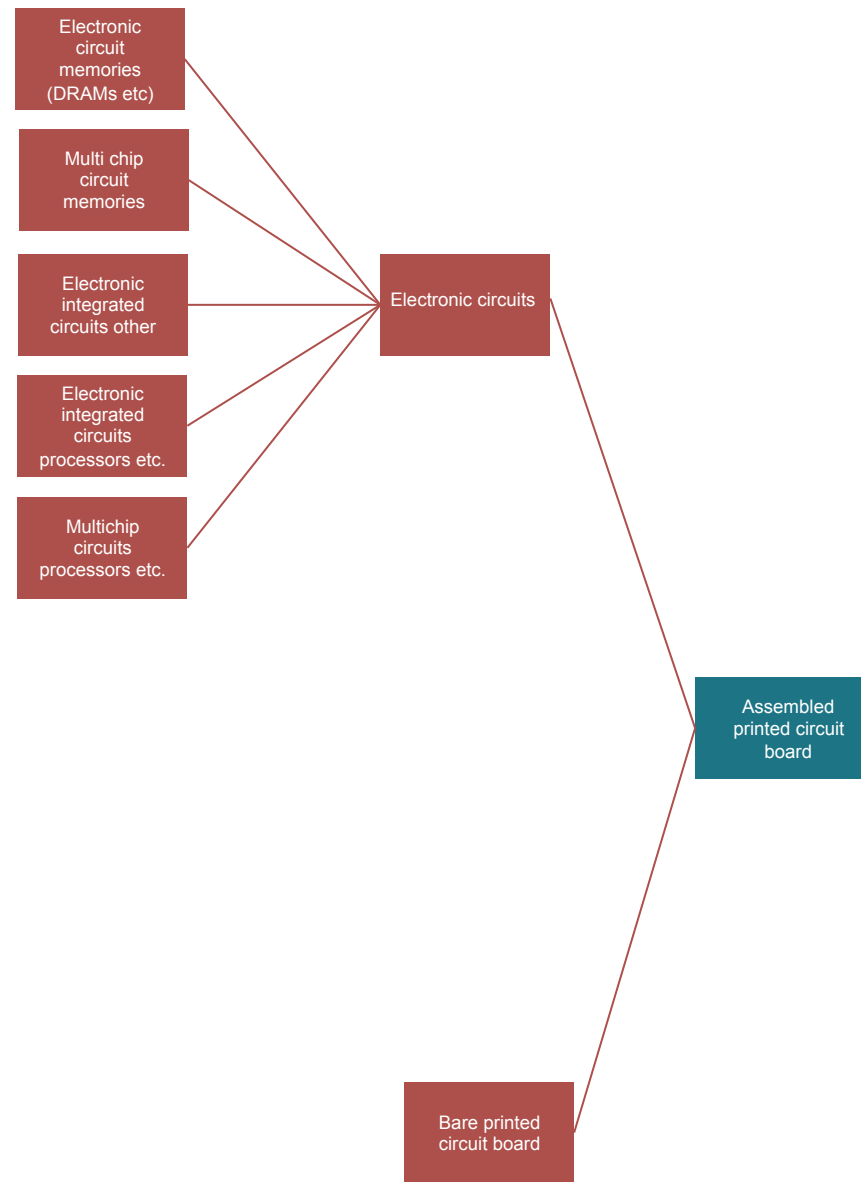 Electronic
circuit
memories
(DRAMs etc)
Multi chip
circuit
memories
Electronic
integrated
circuits other
Electronic
integrated
circuits
processors etc.
Multichip
circuits
processors etc.
Electronic circuits
Assembled
printed circuit
board
Bare printed
circuit board